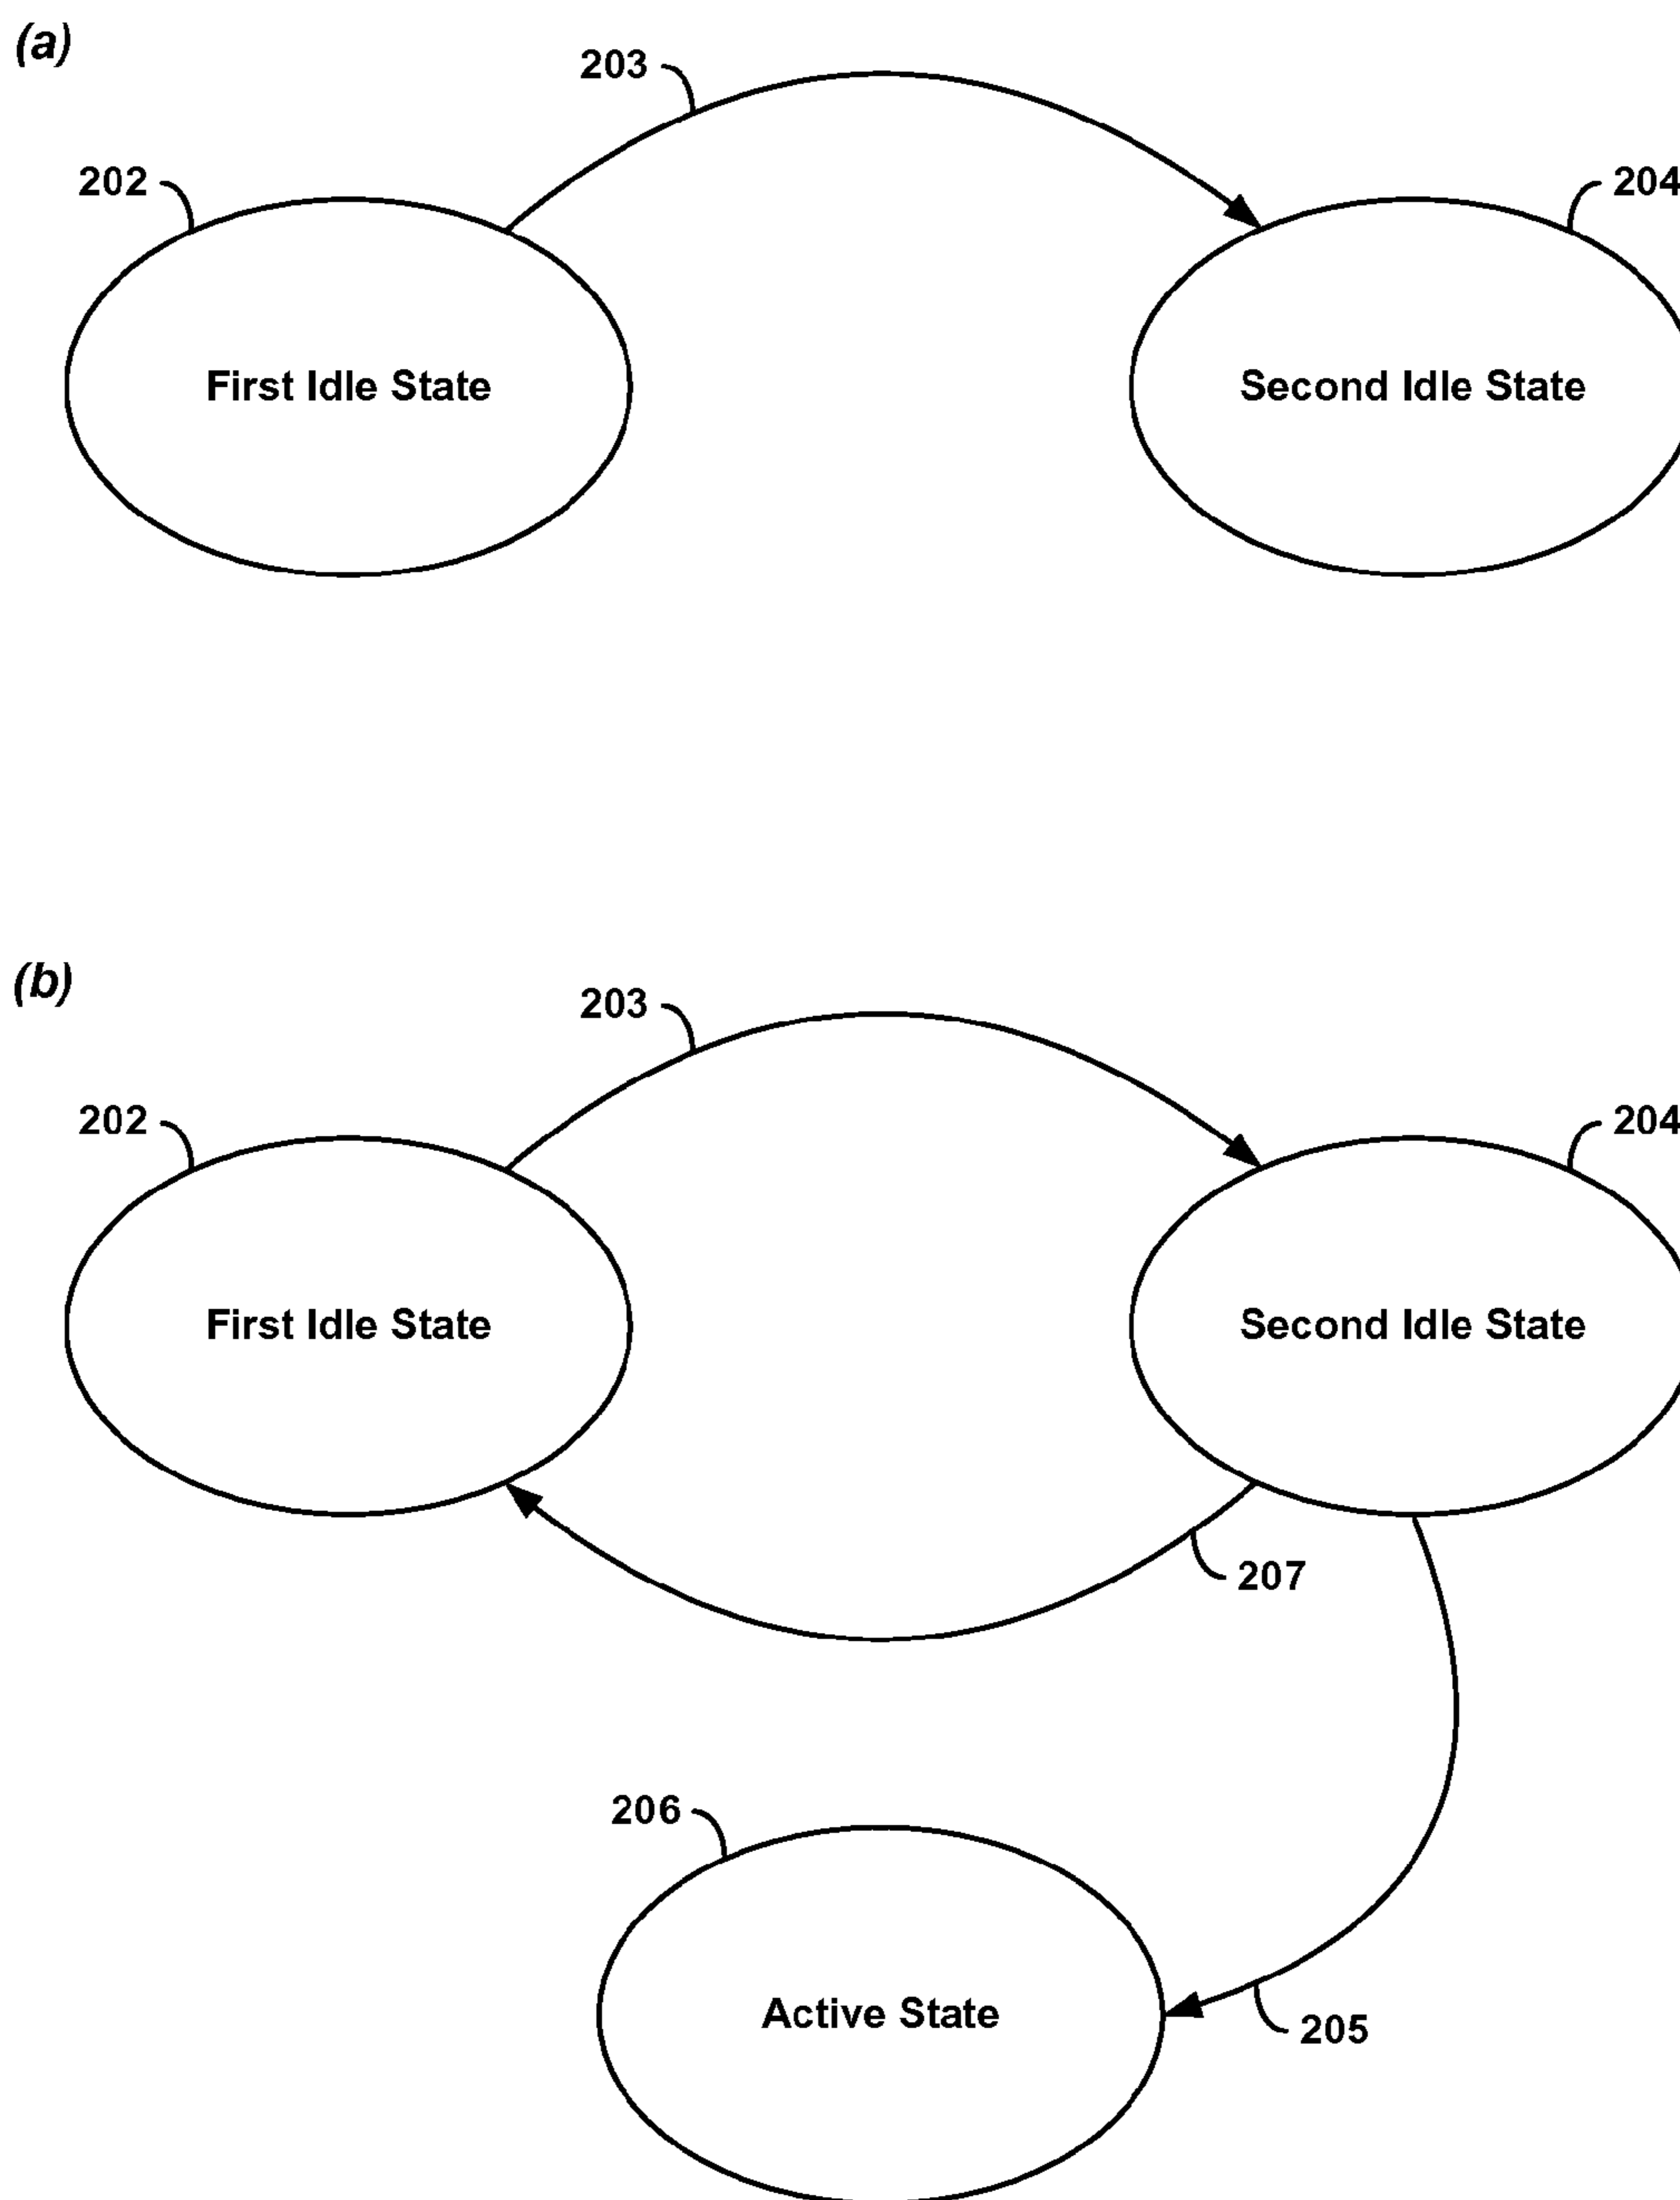 (a)
203
202
204
First Idle State
Second Idle State
(b)
203
202
204
First Idle State
Second Idle State
207
206
Active State
205